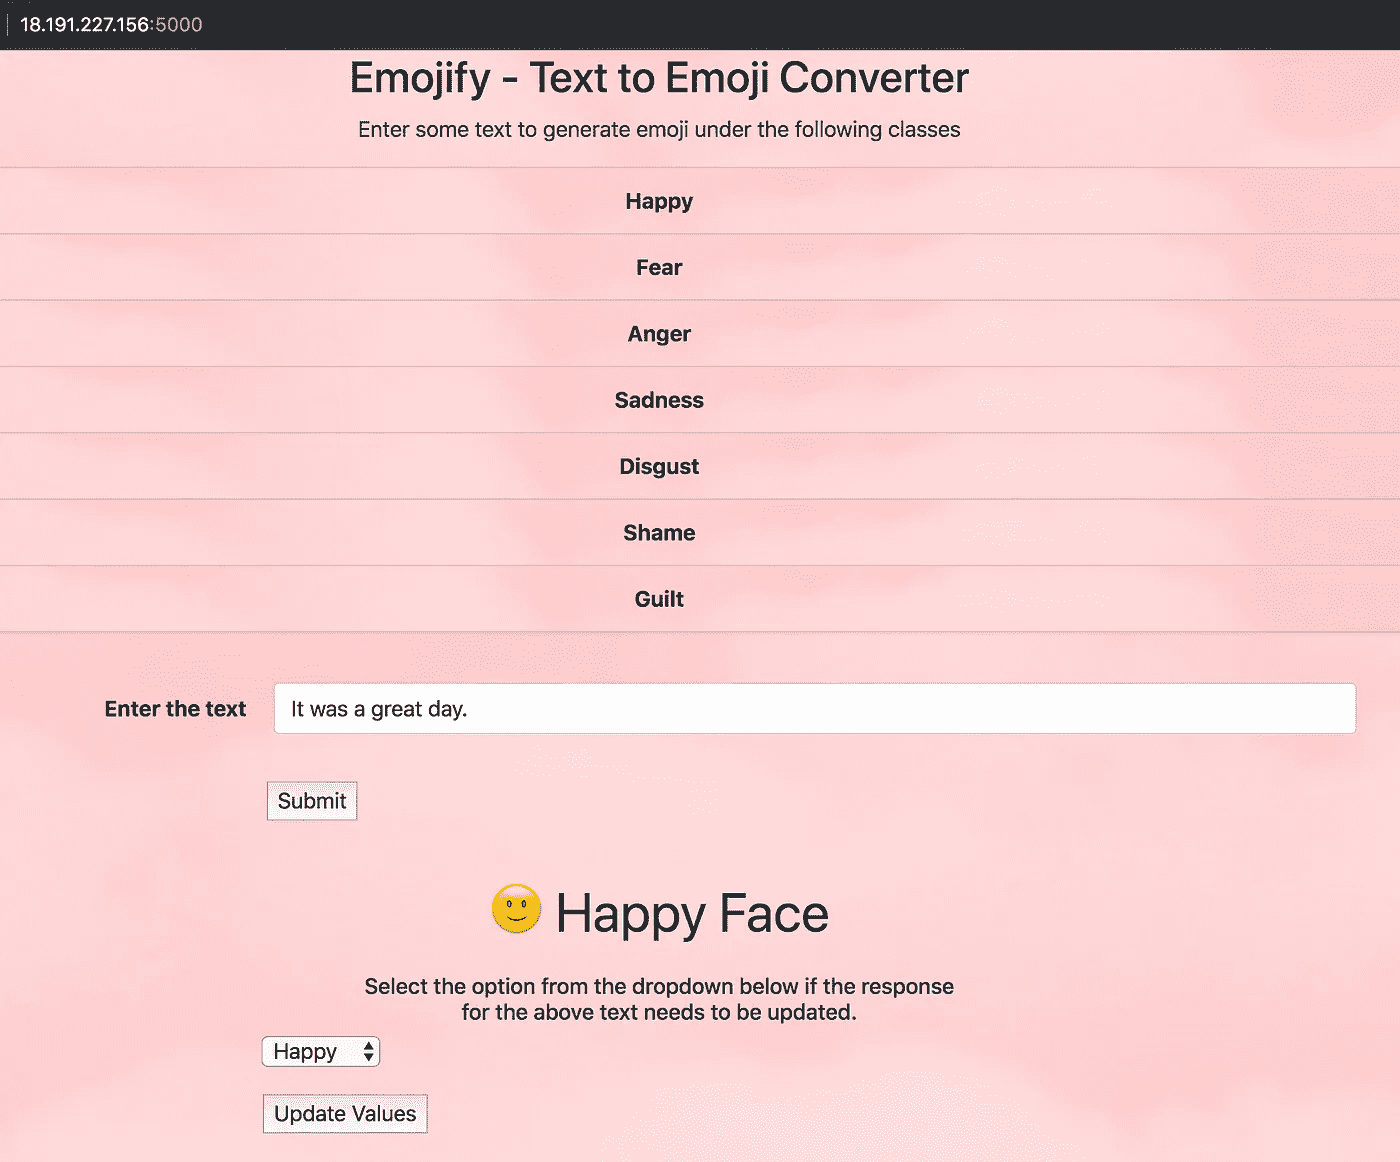 18.191.227.156:5000
Emojify - Text to Emoji Converter
Enter some text to generate emoji under the following classes
Happy
Fear
Anger
Sadness
Disgust
Shame
Guilt
Enter the text
It was a great day.
Submit
🙂 Happy Face
Select the option from the dropdown below if the response
for the above text needs to be updated.
Happy
Update Values